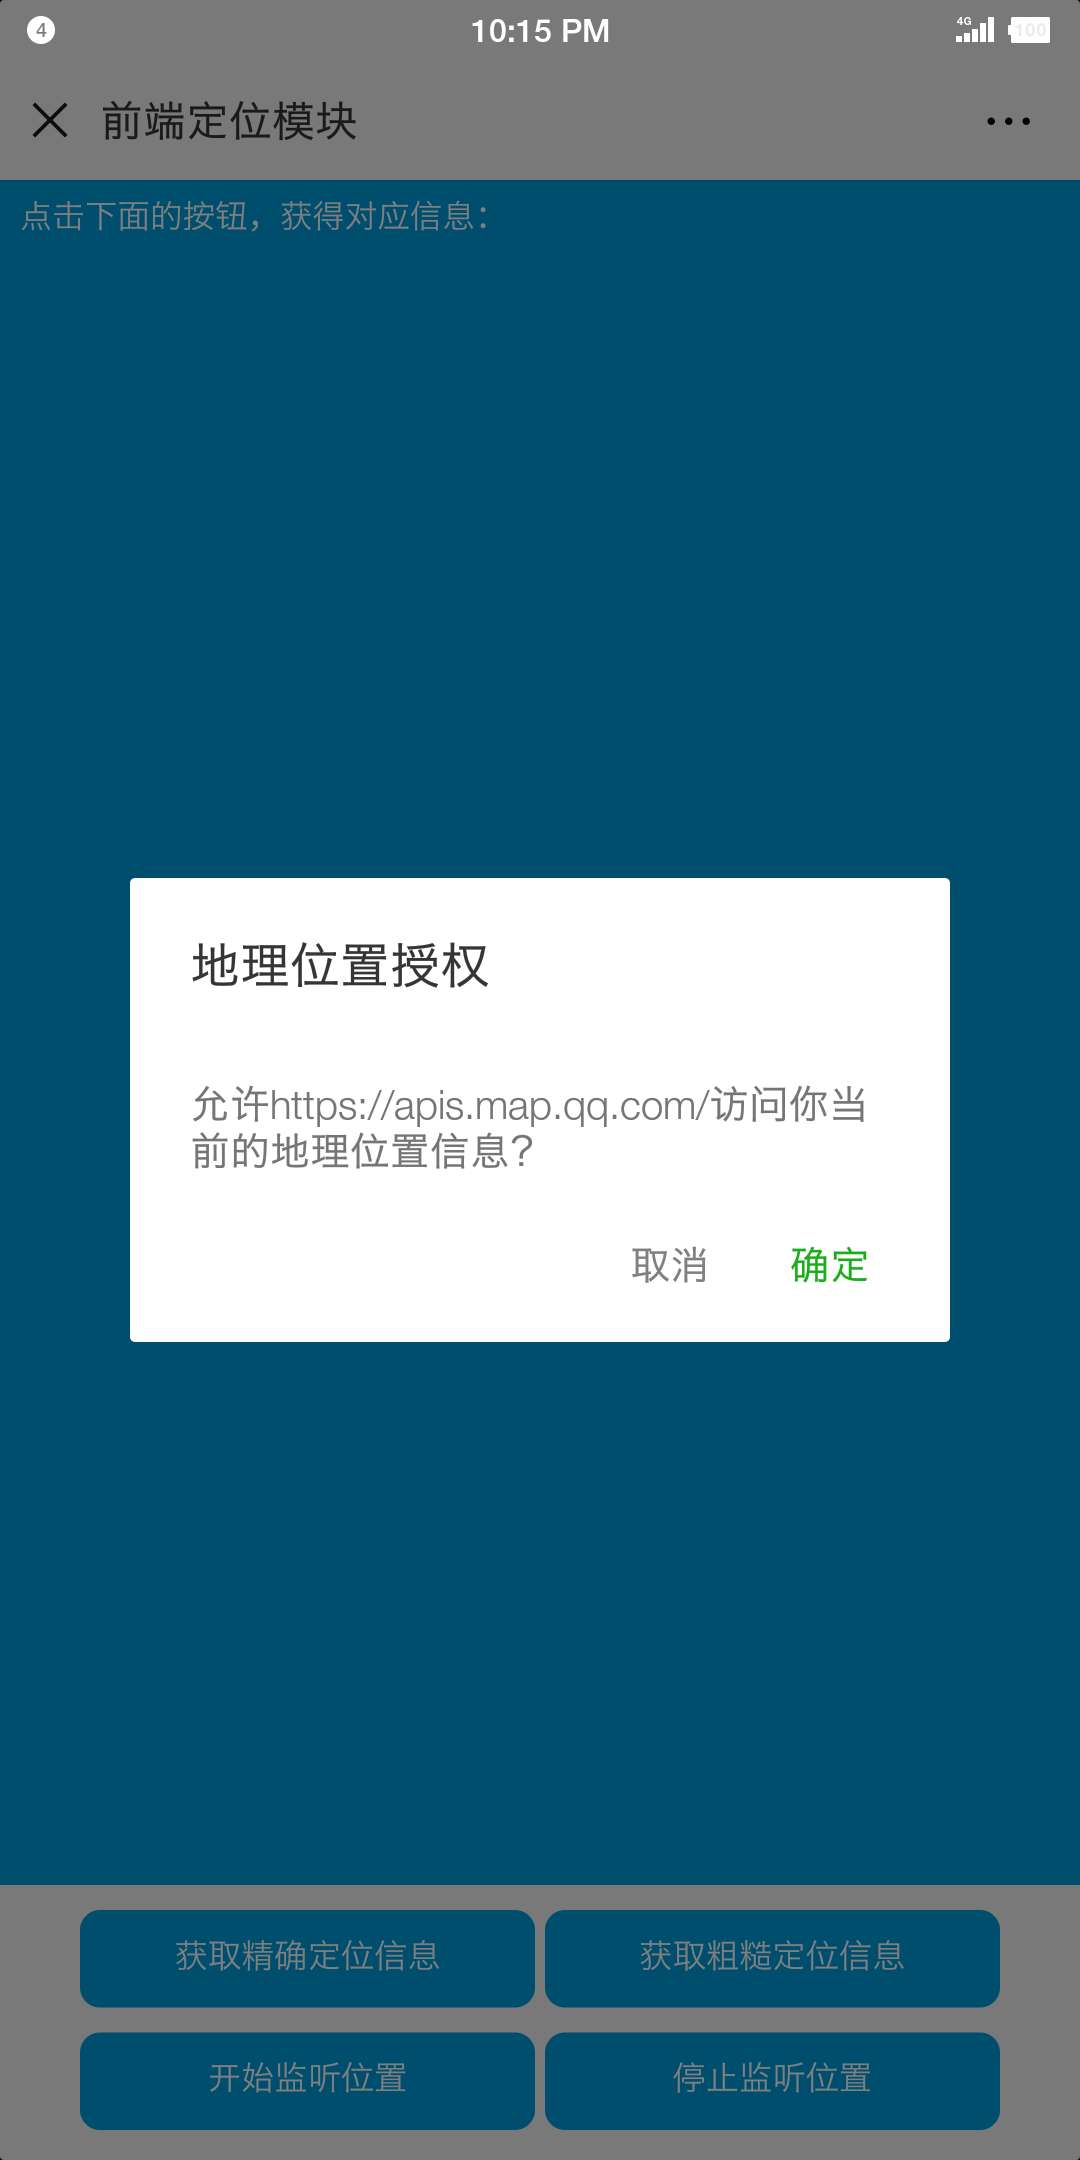 4
10:15 PM
4G
100
前端定位模块
点击下面的按钮，获得对应信息：
地理位置授权
允许https://apis.map.qq.com/访问你当
前的地理位置信息？
取消
确定
获取精确定位信息
获取粗糙定位信息
开始监听位置
停止监听位置